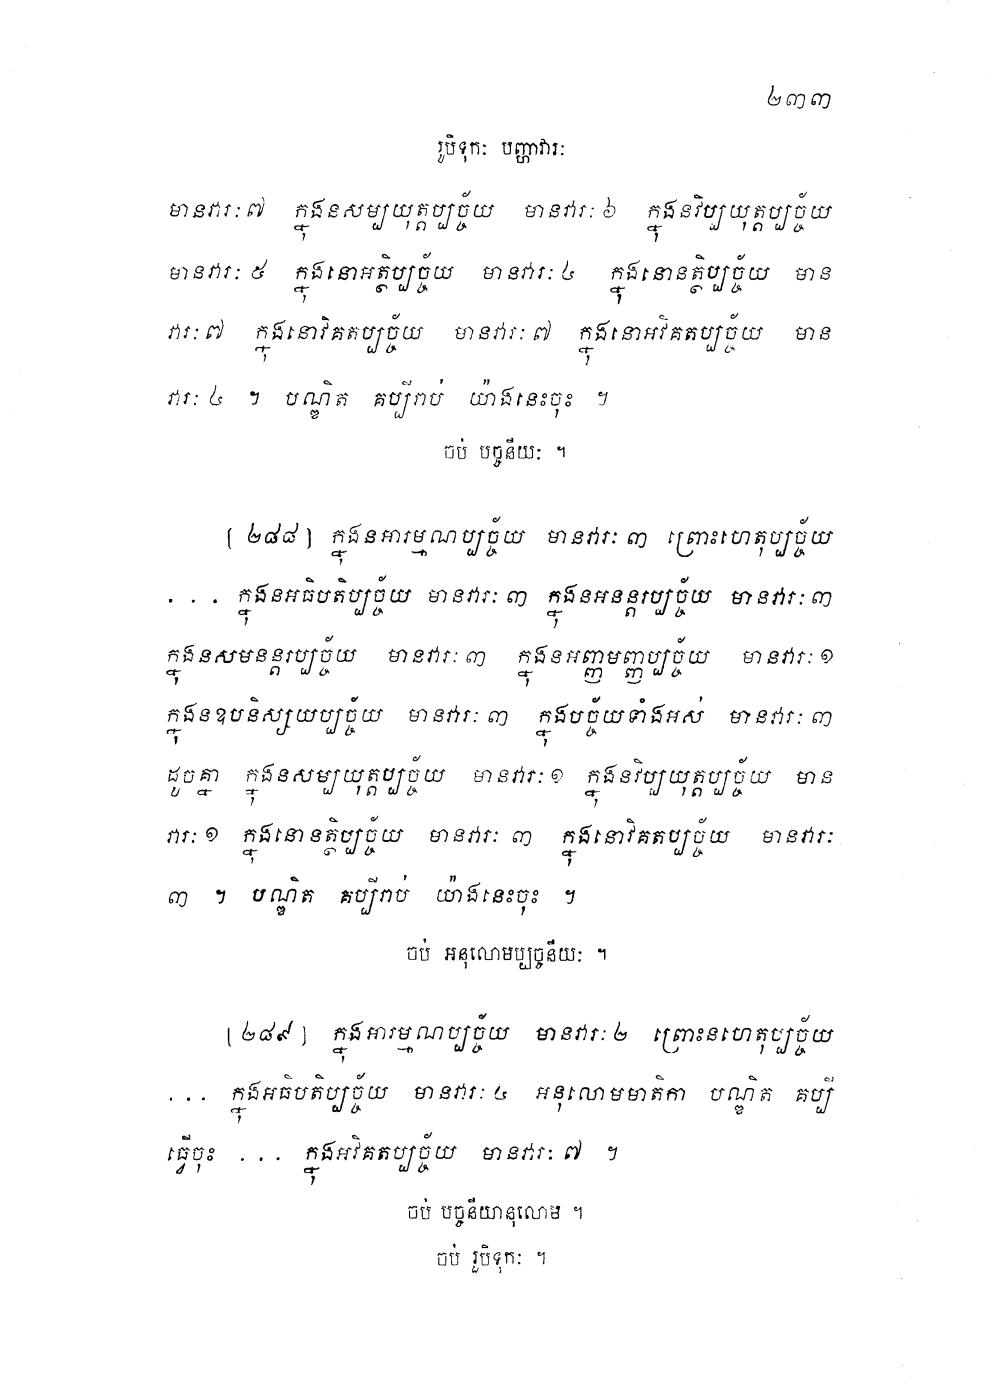 ២៣៣
រូបិទុកៈ បញ្ហាវារៈ
មានវារៈ ៧ ក្នុងនសម្បយុត្តប្បច្ច័យ មានវារៈ ៦ ក្នុងនវិប្បយុត្តប្បច្ច័យ
មានវារៈ ៥ ក្នុងនោអត្ថិប្បច្ច័យ មានវារៈ ៤ ក្នុងនោនត្ថិប្បច្ច័យ មាន
វារៈ ៧ ក្នុងនោវិគតប្បច្ច័យ មានវារៈ ៧ ក្នុងនោអវិគតប្បច្ច័យ មាន
វារៈ ៤ ។ បណ្ឌិត គប្បីរាប់ យ៉ាងនេះចុះ ។
ចប់ បច្ចនីយៈ ។
(២៨៨) ក្នុងនអារម្មណប្បច្ច័យ មានវារៈ ៣ ព្រោះហេតុប្បច្ច័យ
... ក្នុងនអធិបតិប្បច្ច័យ មានវារៈ ៣ ក្នុងនអនន្តរប្បច្ច័យ មានវារៈ ៣
ក្នុងនសមនន្តរប្បច្ច័យ មានវារៈ ៣ ក្នុងនអញ្ញមញ្ញប្បច្ច័យ មានវារៈ ១
ក្នុងនឧបនិស្សយប្បច្ច័យ មានវារៈ ៣ ក្នុងបច្ច័យទាំងអស់ មានវារៈ ៣
ដូចគ្នា ក្នុងនសម្បយុត្តប្បច្ច័យ មានវារៈ ១ ក្នុងនវិប្បយុត្តប្បច្ច័យ មាន
វារៈ ១ ក្នុងនោនត្ថិប្បច្ច័យ មានវារៈ ៣ ក្នុងនោវិគតប្បច្ច័យ មានវារៈ
៣ ។ បណ្ឌិត គប្បីរាប់ យ៉ាងនេះចុះ ។
ចប់ អនុលោមប្បច្ចនីយៈ ។
(២៨៩) ក្នុងអារម្មណប្បច្ច័យ មានវារៈ ២ ព្រោះនហេតុប្បច្ច័យ
... ក្នុងអធិបតិប្បច្ច័យ មានវារៈ ៤ អនុលោមមាតិកា បណ្ឌិត គប្បី
ធ្វើចុះ ... ក្នុងអវិគតប្បច្ច័យ មានវារៈ ៧ ។
ចប់ បច្ចនីយានុលោម ។
ចប់ រូបិទុកៈ ។